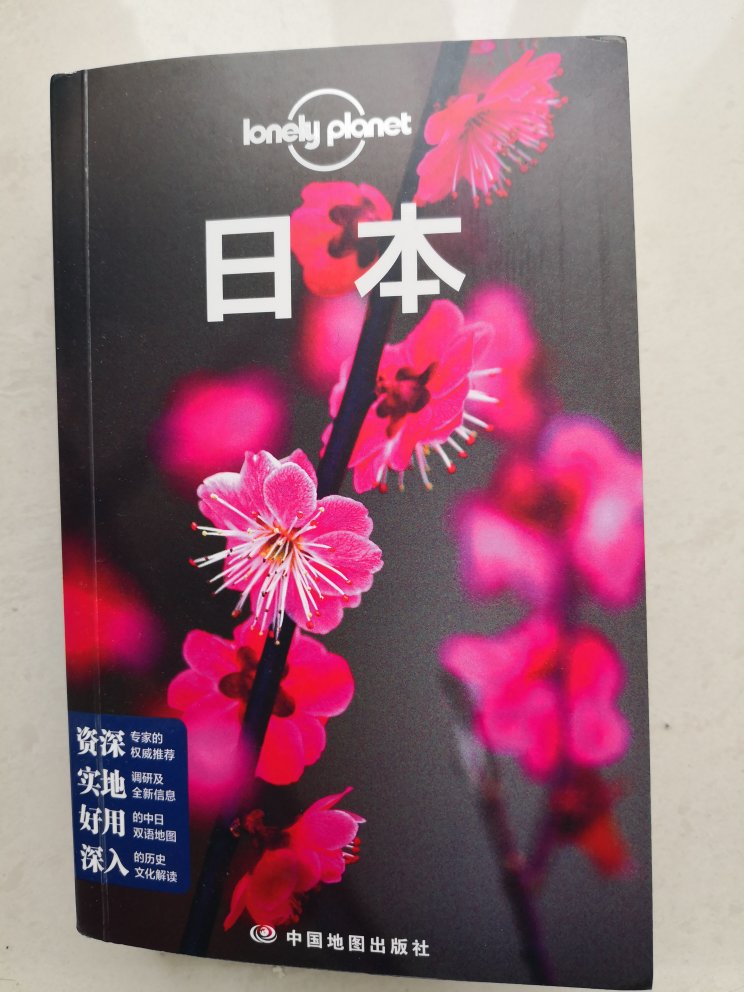 lonely planet
日本
资深 专家的
权威推荐
实地 调研及
全新信息
好用 的中日
双语地图
深入 的历史
文化解读
中国地图出版社